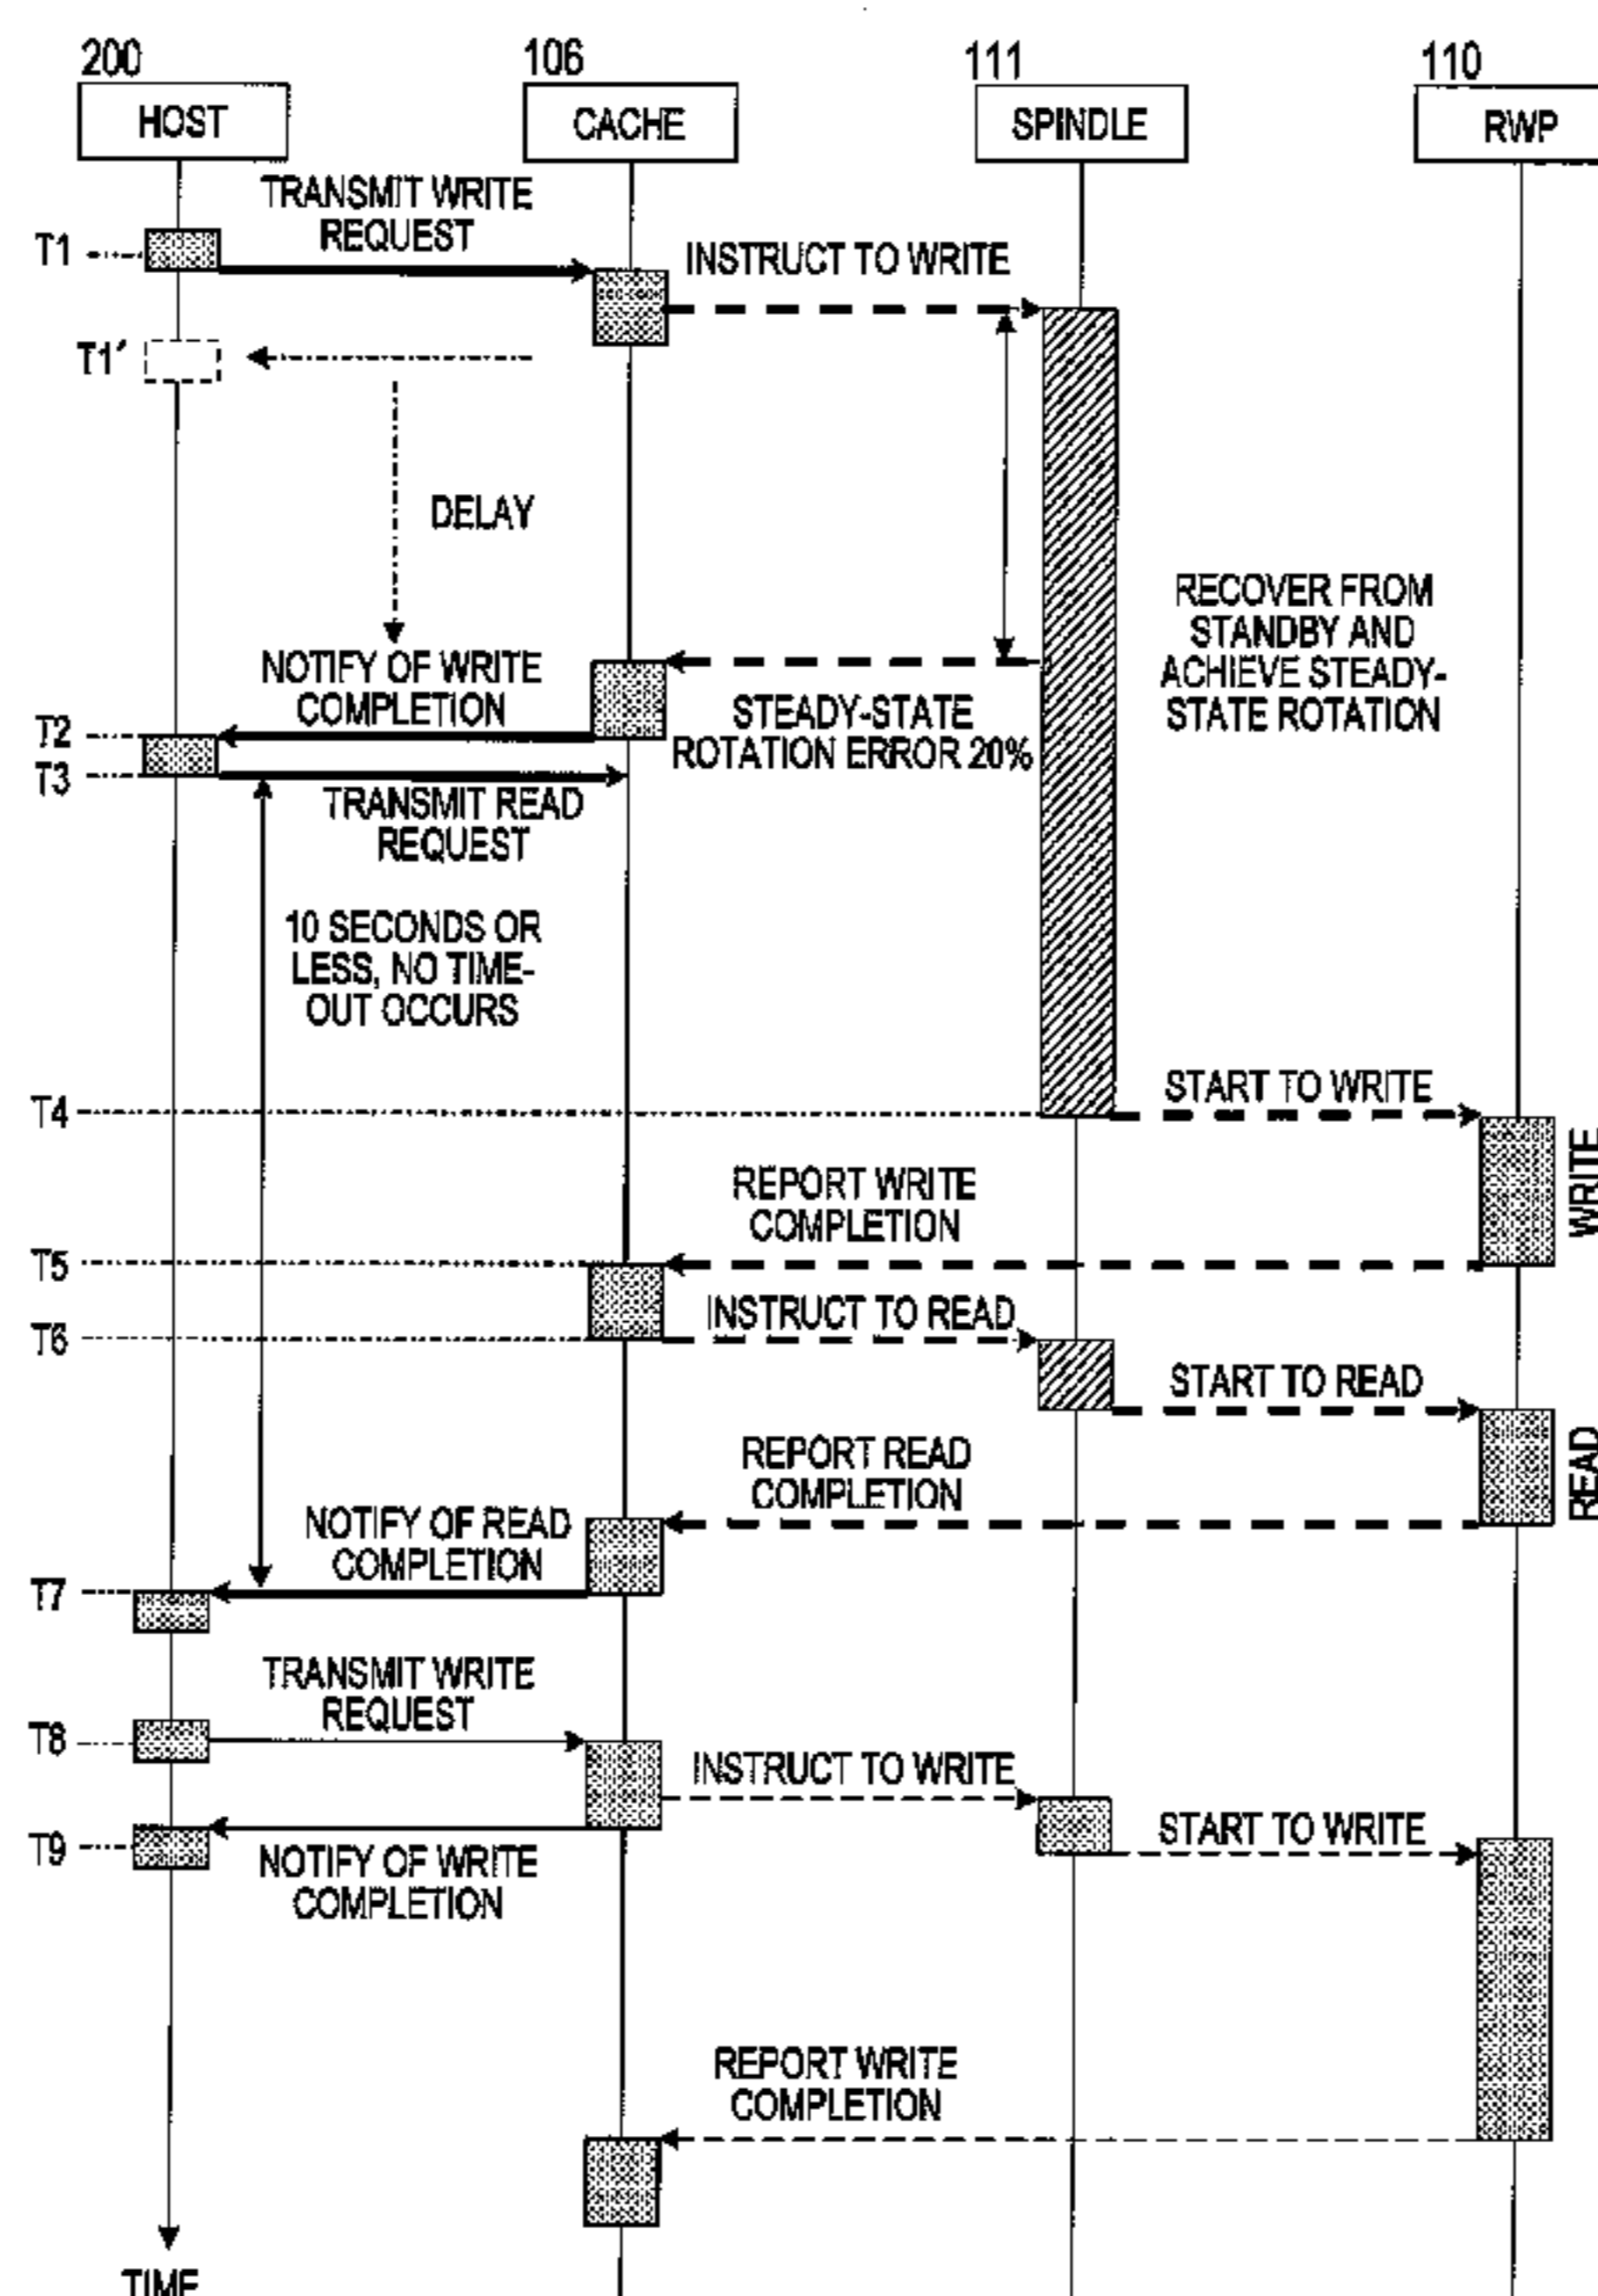 200
106
111
110
HOST
CACHE
SPINDLE
RWP
TRANSMIT WRITE
REQUEST
T1
INSTRUCT TO WRITE
T1´
DELAY
RECOVER FROM
STANDBY AND
ACHIEVE STEADY-
STATE ROTATION
NOTIFY OF WRITE
COMPLETION
STEADY-STATE
ROTATION ERROR 20%
T2
T3
TRANSMIT READ
REQUEST
10 SECONDS OR
LESS, NO TIME-
OUT OCCURS
T4
START TO WRITE
WRITE
REPORT WRITE
COMPLETION
T5
INSTRUCT TO READ
T6
START TO READ
READ
REPORT READ
COMPLETION
NOTIFY OF READ
COMPLETION
T7
TRANSMIT WRITE
REQUEST
T8
INSTRUCT TO WRITE
START TO WRITE
T9
NOTIFY OF WRITE
COMPLETION
REPORT WRITE
COMPLETION
TIME